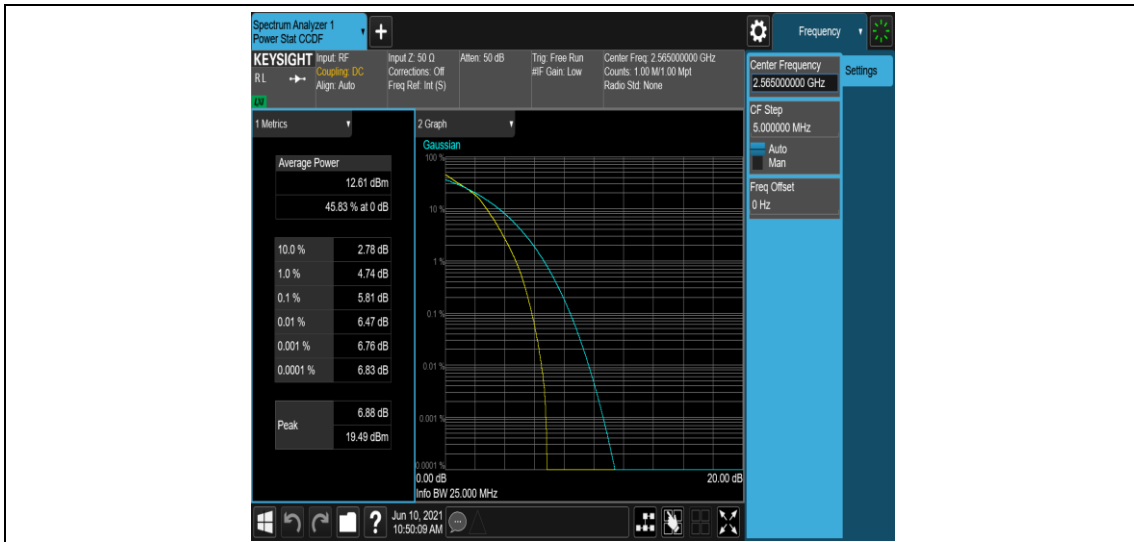 Spectrum Analyzer 1
Power Stat CCDF
+
Frequency
KEYSIGHT
RL
LXI
Input: RF
Coupling: DC
Align: Auto
Input Z: 50 Ω
Corrections: Off
Freq Ref: Int (S)
Atten: 50 dB
Trig: Free Run
#IF Gain: Low
Center Freq: 2.565000000 GHz
Counts: 1.00 M/1.00 Mpt
Radio Std: None
Center Frequency
2.565000000 GHz
Settings
CF Step
5.000000 MHz
Auto
Man
Freq Offset
0 Hz
1 Metrics
Average Power
12.61 dBm
45.83 % at 0 dB
10.0 % 2.78 dB
1.0 % 4.74 dB
0.1 % 5.81 dB
0.01 % 6.47 dB
0.001 % 6.76 dB
0.0001 % 6.83 dB
Peak
6.88 dB
19.49 dBm
2 Graph
Gaussian
100 %
10 %
1 %
0.1 %
0.01 %
0.001 %
0.0001 %
0.00 dB 20.00 dB
Info BW 25.000 MHz
?
Jun 10, 2021
10:50:09 AM